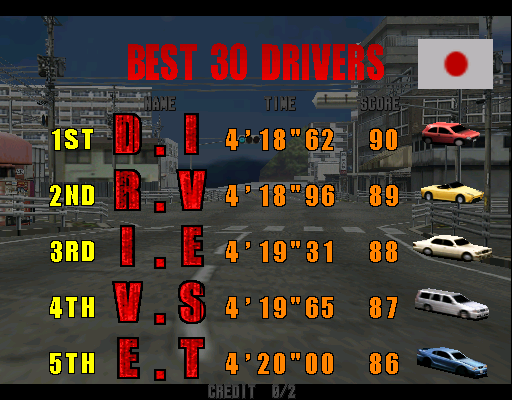 BEST 30 DRIVERS
NAME TIME SCORE
1ST D.I 4'18"62 90
2ND R.V 4'18"96 89
3RD I.E 4'19"31 88
4TH V.S 4'19"65 87
5TH E.T 4'20"00 86
CREDIT 0/2